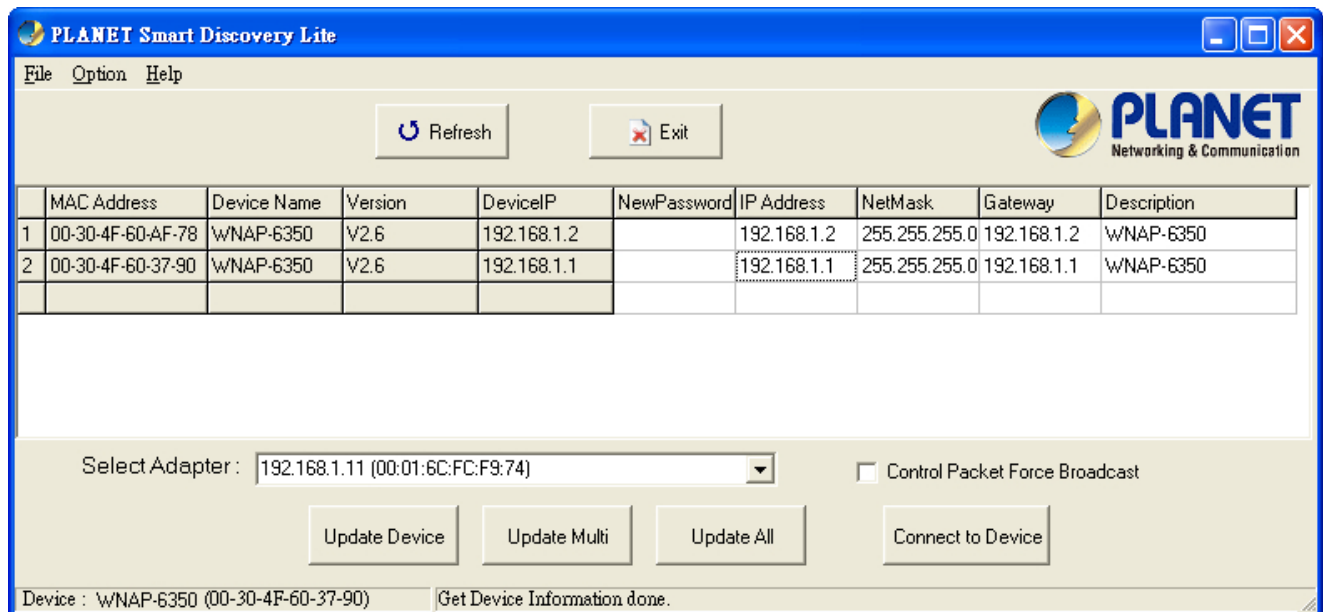 PLANET Smart Discovery Lite
File Option Help
Refresh Exit
PLANET
Networking & Communication
MAC Address Device Name Version DeviceIP NewPassword IP Address NetMask Gateway Description
1 00-30-4F-60-AF-78 WNAP-6350 V2.6 192.168.1.2 192.168.1.2 255.255.255.0 192.168.1.2 WNAP-6350
2 00-30-4F-60-37-90 WNAP-6350 V2.6 192.168.1.1 192.168.1.1 255.255.255.0 192.168.1.1 WNAP-6350
Select Adapter : 192.168.1.11 (00:01:6C:FC:F9:74) Control Packet Force Broadcast
Update Device Update Multi Update All Connect to Device
Device : WNAP-6350 (00-30-4F-60-37-90) Get Device Information done.